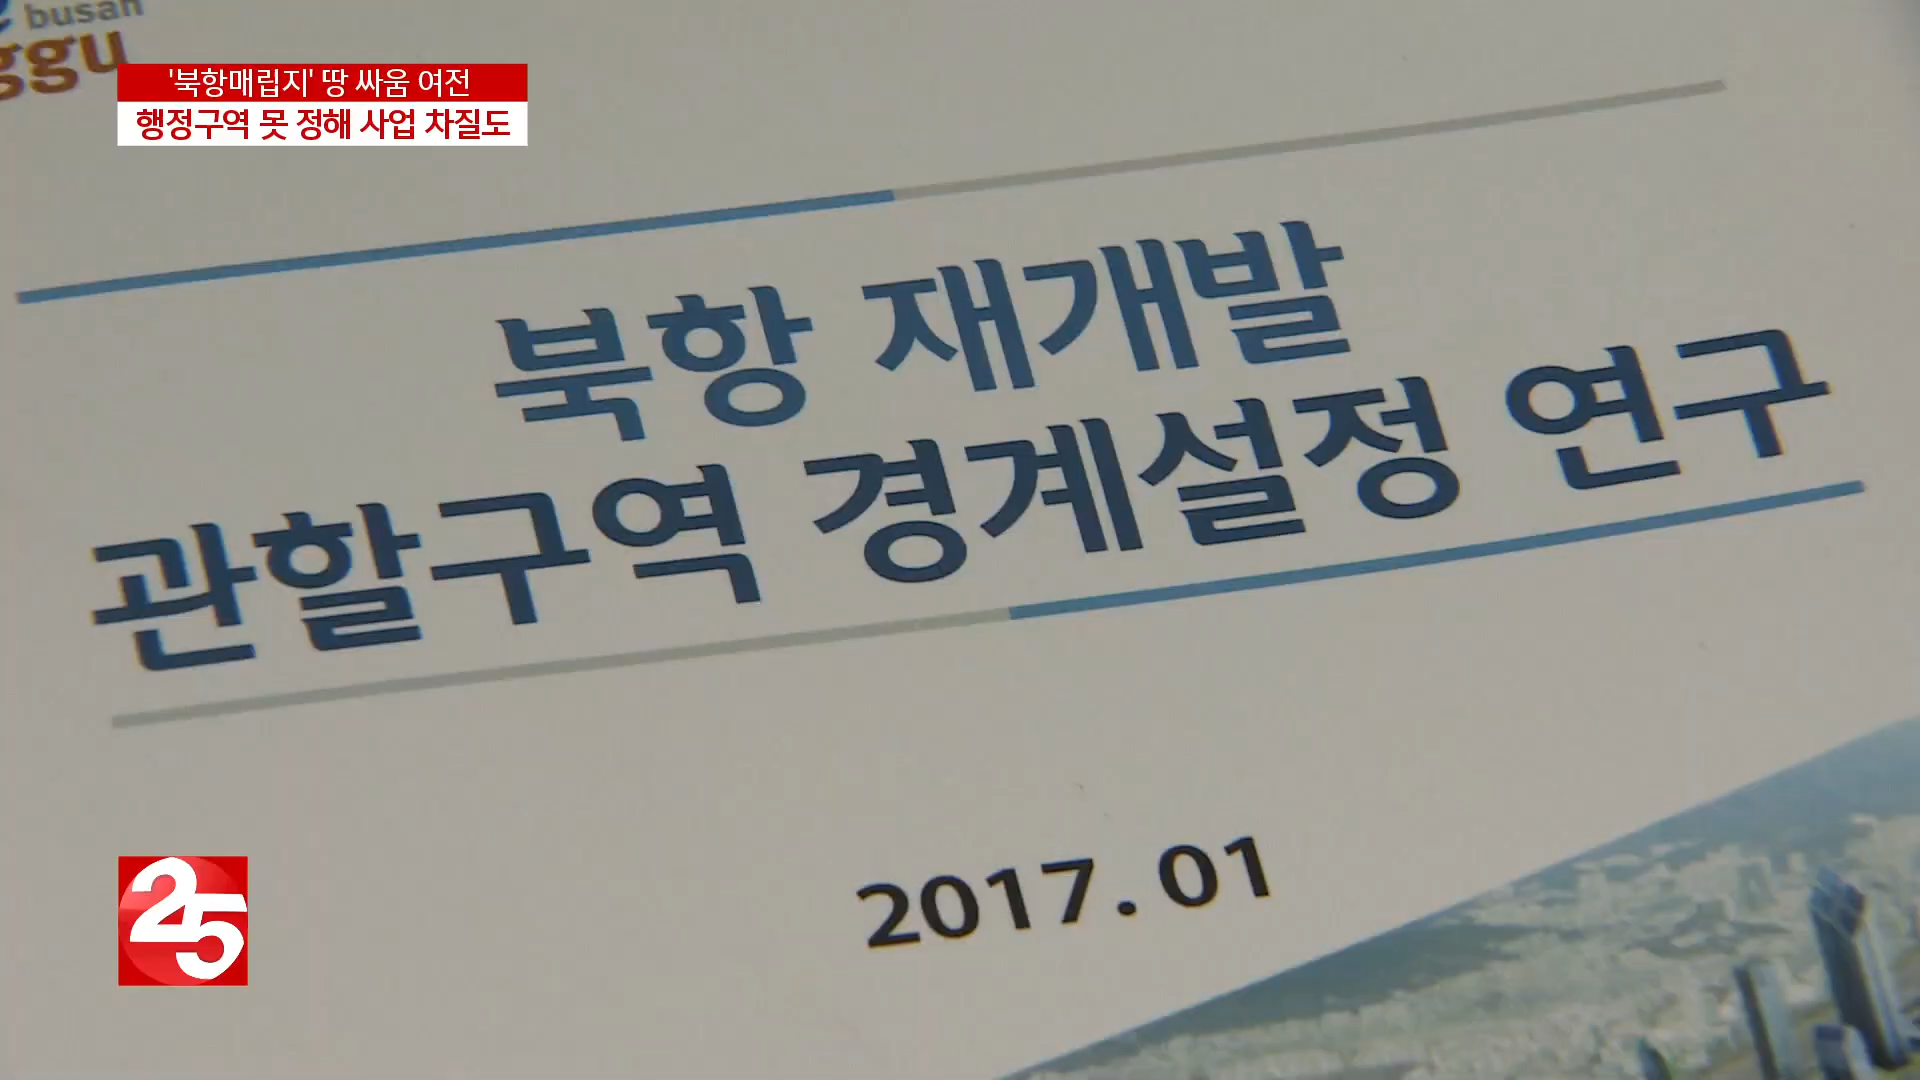 busan
ggu
'북항매립지' 땅 싸움 여전
행정구역 못 정해 사업 차질도
북항 재개발
관할구역 경계설정 연구
2017. 01
25